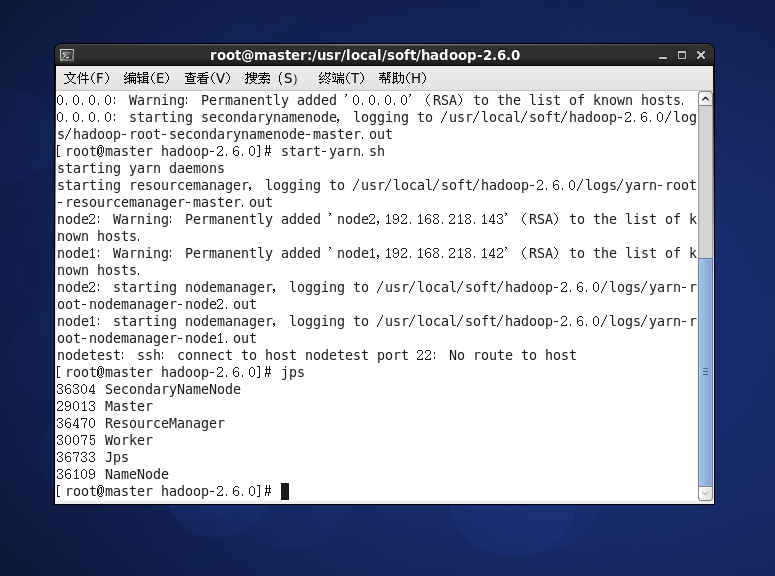 root@master:/usr/local/soft/hadoop-2.6.0
文件(F) 编辑(E) 查看(V) 搜索 (S) 终端(T) 帮助(H)
0.0.0.0: Warning: Permanently added '0.0.0.0' (RSA) to the list of known hosts.
0.0.0.0: starting secondarynamenode, logging to /usr/local/soft/hadoop-2.6.0/log
s/hadoop-root-secondarynamenode-master.out
[root@master hadoop-2.6.0]# start-yarn.sh
starting yarn daemons
starting resourcemanager, logging to /usr/local/soft/hadoop-2.6.0/logs/yarn-root
-resourcemanager-master.out
node2: Warning: Permanently added 'node2,192.168.218.143' (RSA) to the list of k
nown hosts.
node1: Warning: Permanently added 'node1,192.168.218.142' (RSA) to the list of k
nown hosts.
node2: starting nodemanager, logging to /usr/local/soft/hadoop-2.6.0/logs/yarn-r
oot-nodemanager-node2.out
node1: starting nodemanager, logging to /usr/local/soft/hadoop-2.6.0/logs/yarn-r
oot-nodemanager-node1.out
nodetest: ssh: connect to host nodetest port 22: No route to host
[root@master hadoop-2.6.0]# jps
36304 SecondaryNameNode
29013 Master
36470 ResourceManager
30075 Worker
36733 Jps
36109 NameNode
[root@master hadoop-2.6.0]#